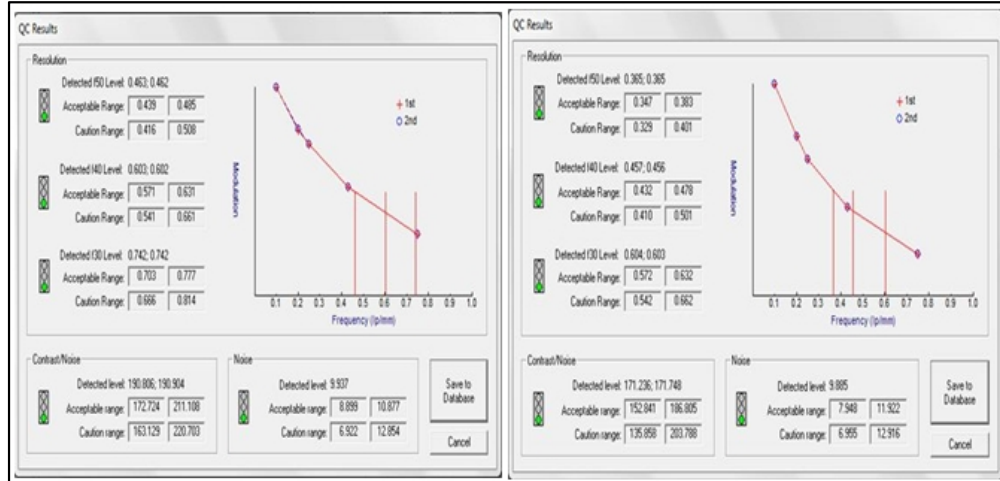 QC Results
Resolution
Detected f50 Level: 0.463; 0.462
Acceptable Range: 0.439 0.485
Caution Range: 0.416 0.508
Detected f40 Level: 0.603; 0.602
Acceptable Range: 0.571 0.631
Caution Range: 0.541 0.661
Detected f30 Level: 0.742; 0.742
Acceptable Range: 0.703 0.777
Caution Range: 0.666 0.814
Modulation
1st
2nd
0.1 0.2 0.3 0.4 0.5 0.6 0.7 0.8 0.9 1.0
Frequency (lp/mm)
Contrast/Noise
Detected level: 190.806; 190.904
Acceptable range: 172.724 211.108
Caution range: 163.129 220.703
Noise
Detected level: 9.937
Acceptable range: 8.899 10.877
Caution range: 6.922 12.854
Save to
Database
Cancel
QC Results
Resolution
Detected f50 Level: 0.365; 0.365
Acceptable Range: 0.347 0.383
Caution Range: 0.329 0.401
Detected f40 Level: 0.457; 0.456
Acceptable Range: 0.432 0.478
Caution Range: 0.410 0.501
Detected f30 Level: 0.604; 0.603
Acceptable Range: 0.572 0.632
Caution Range: 0.542 0.662
Modulation
1st
2nd
0.1 0.2 0.3 0.4 0.5 0.6 0.7 0.8 0.9 1.0
Frequency (lp/mm)
Contrast/Noise
Detected level: 171.236; 171.748
Acceptable range: 152.841 186.805
Caution range: 135.858 203.788
Noise
Detected level: 9.885
Acceptable range: 7.948 11.922
Caution range: 6.955 12.916
Save to
Database
Cancel